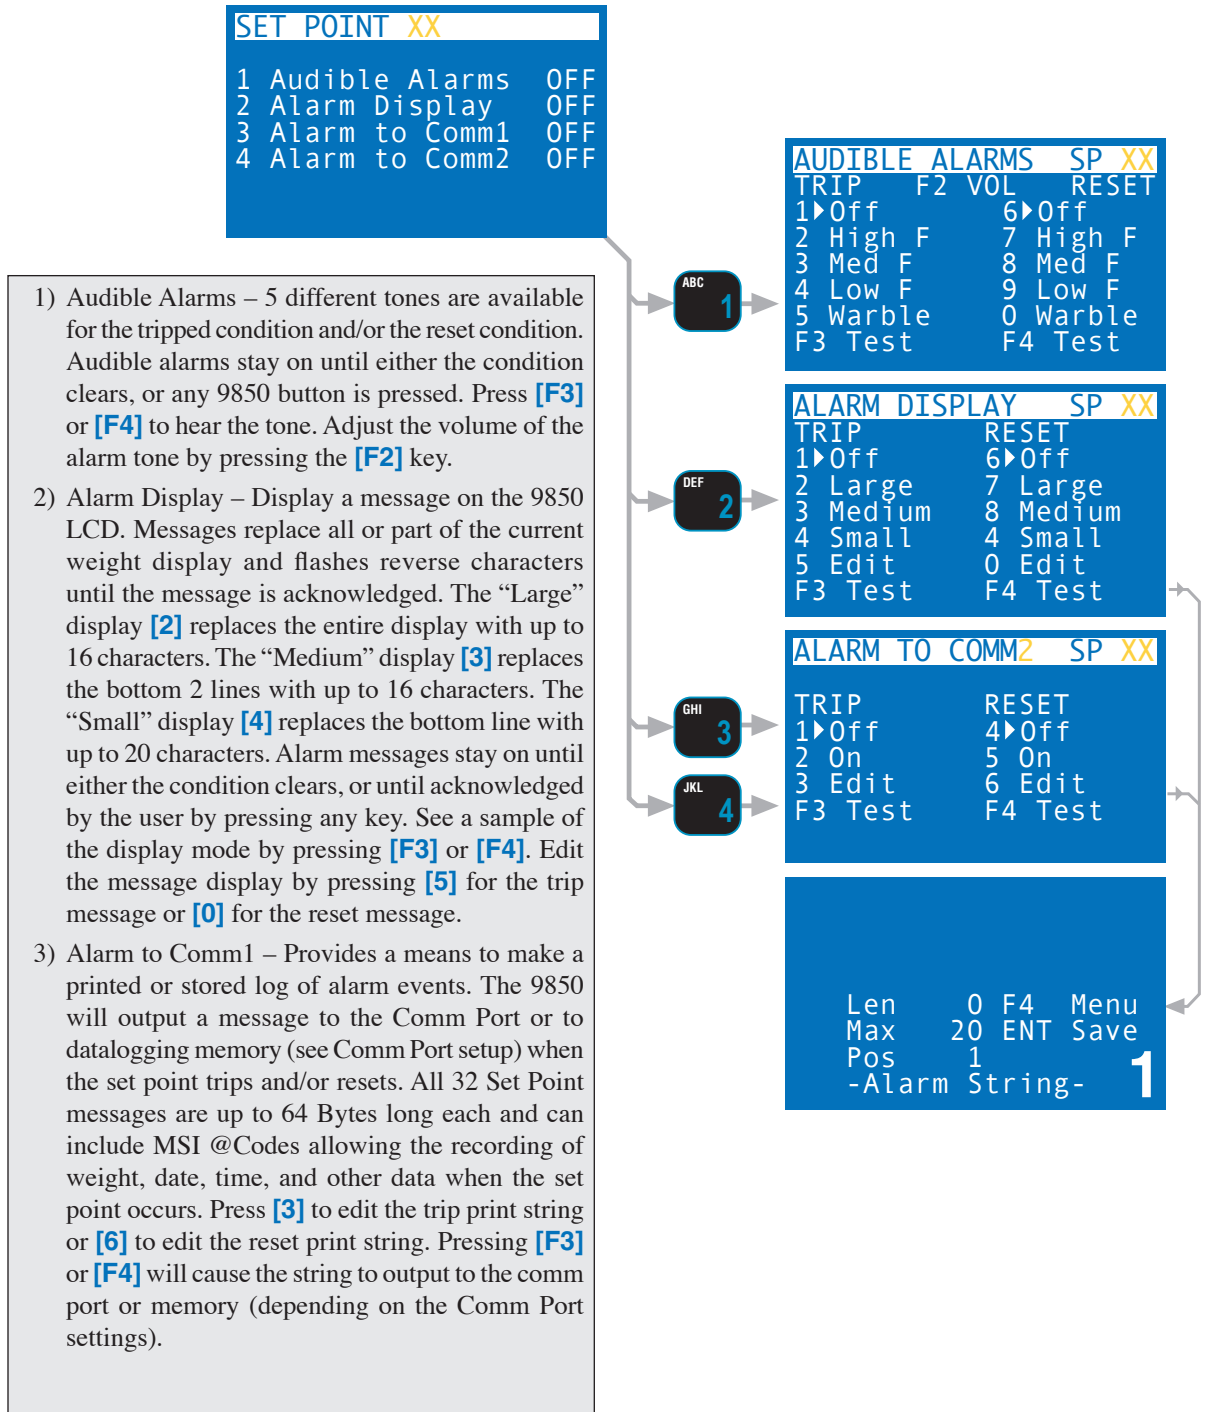 SET POINT XX
1 Audible Alarms OFF
2 Alarm Display OFF
3 Alarm to Comm1 OFF
4 Alarm to Comm2 OFF
1) Audible Alarms – 5 different tones are available
for the tripped condition and/or the reset condition.
Audible alarms stay on until either the condition
clears, or any 9850 button is pressed. Press [F3]
or [F4] to hear the tone. Adjust the volume of the
alarm tone by pressing the [F2] key.
2) Alarm Display – Display a message on the 9850
LCD. Messages replace all or part of the current
weight display and flashes reverse characters
until the message is acknowledged. The “Large”
display [2] replaces the entire display with up to
16 characters. The “Medium” display [3] replaces
the bottom 2 lines with up to 16 characters. The
“Small” display [4] replaces the bottom line with
up to 20 characters. Alarm messages stay on until
either the condition clears, or until acknowledged
by the user by pressing any key. See a sample of
the display mode by pressing [F3] or [F4]. Edit
the message display by pressing [5] for the trip
message or [0] for the reset message.
3) Alarm to Comm1 – Provides a means to make a
printed or stored log of alarm events. The 9850
will output a message to the Comm Port or to
datalogging memory (see Comm Port setup) when
the set point trips and/or resets. All 32 Set Point
messages are up to 64 Bytes long each and can
include MSI @Codes allowing the recording of
weight, date, time, and other data when the set
point occurs. Press [3] to edit the trip print string
or [6] to edit the reset print string. Pressing [F3]
or [F4] will cause the string to output to the comm
port or memory (depending on the Comm Port
settings).
ABC
1
AUDIBLE ALARMS SP XX
TRIP F2 VOL RESET
1▶Off 6▶Off
2 High F 7 High F
3 Med F 8 Med F
4 Low F 9 Low F
5 Warble 0 Warble
F3 Test F4 Test
DEF
2
ALARM DISPLAY SP XX
TRIP RESET
1▶Off 6▶Off
2 Large 7 Large
3 Medium 8 Medium
4 Small 4 Small
5 Edit 0 Edit
F3 Test F4 Test
GHI
3
JKL
4
ALARM TO COMM2 SP XX
TRIP RESET
1▶Off 4▶Off
2 On 5 On
3 Edit 6 Edit
F3 Test F4 Test
Len 0 F4 Menu
Max 20 ENT Save
Pos 1
-Alarm String- 1